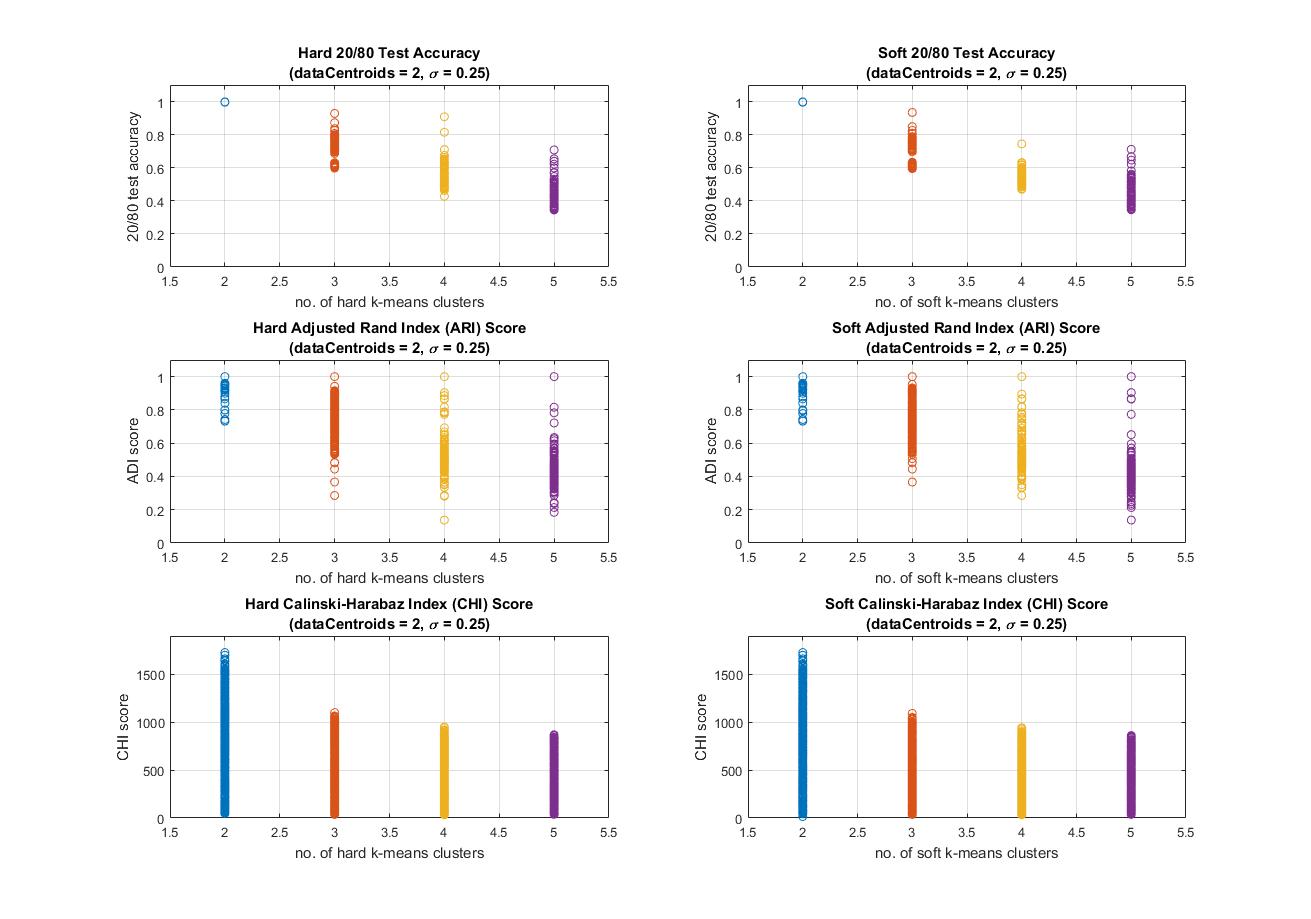 Hard 20/80 Test Accuracy
(dataCentroids = 2, σ = 0.25)
20/80 test accuracy
1
0.8
0.6
0.4
0.2
0
1.5 2 2.5 3 3.5 4 4.5 5 5.5
no. of hard k-means clusters
Soft 20/80 Test Accuracy
(dataCentroids = 2, σ = 0.25)
20/80 test accuracy
1
0.8
0.6
0.4
0.2
0
1.5 2 2.5 3 3.5 4 4.5 5 5.5
no. of soft k-means clusters
Hard Adjusted Rand Index (ARI) Score
(dataCentroids = 2, σ = 0.25)
ADI score
1
0.8
0.6
0.4
0.2
0
1.5 2 2.5 3 3.5 4 4.5 5 5.5
no. of hard k-means clusters
Soft Adjusted Rand Index (ARI) Score
(dataCentroids = 2, σ = 0.25)
ADI score
1
0.8
0.6
0.4
0.2
0
1.5 2 2.5 3 3.5 4 4.5 5 5.5
no. of soft k-means clusters
Hard Calinski-Harabaz Index (CHI) Score
(dataCentroids = 2, σ = 0.25)
CHI score
1500
1000
500
0
1.5 2 2.5 3 3.5 4 4.5 5 5.5
no. of hard k-means clusters
Soft Calinski-Harabaz Index (CHI) Score
(dataCentroids = 2, σ = 0.25)
CHI score
1500
1000
500
0
1.5 2 2.5 3 3.5 4 4.5 5 5.5
no. of soft k-means clusters